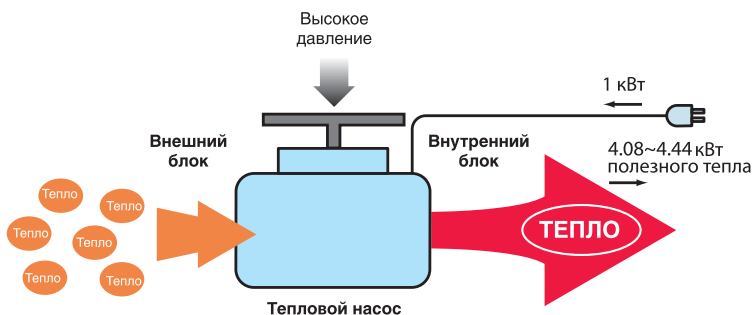 Высокое
давление
1 кВт
Внешний
блок
Внутренний
блок
4.08~4.44 кВт
полезного тепла
Тепло
Тепло
Тепло
Тепло
Тепло
Тепло
ТЕПЛО
Тепловой насос